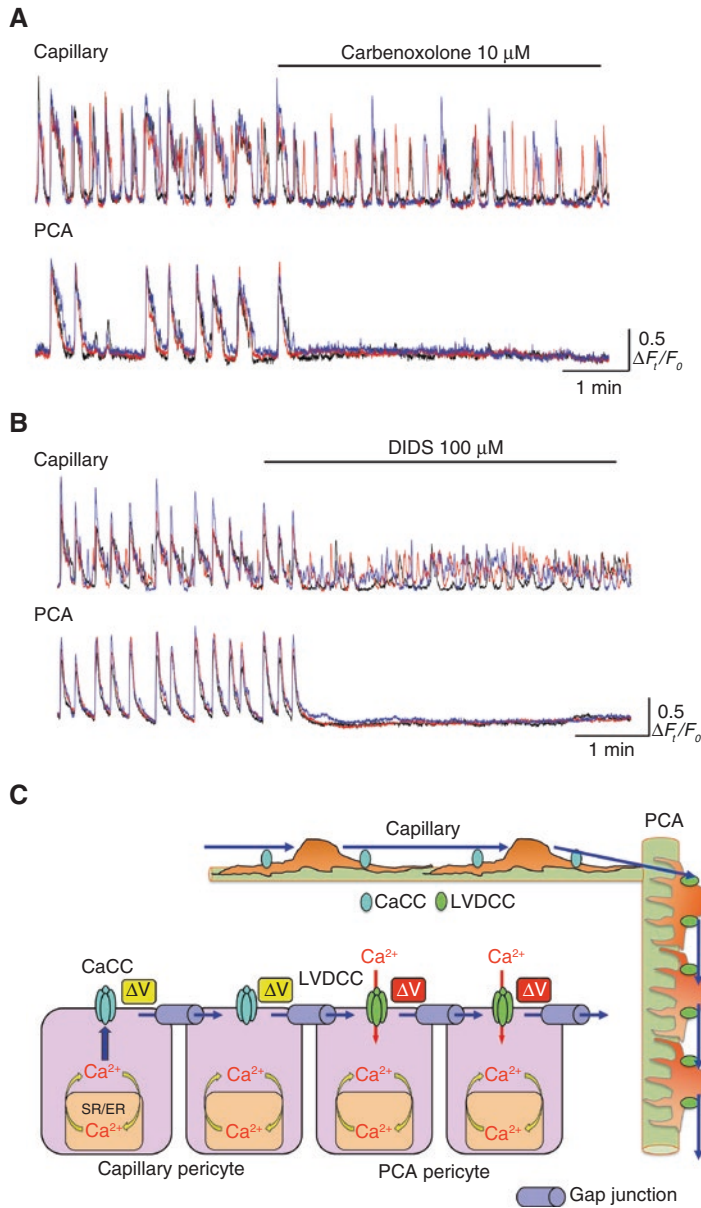 A
Capillary
Carbenoxolone 10 μM
PCA
0.5
ΔFt/F0
1 min
B
Capillary
DIDS 100 μM
PCA
0.5
ΔFt/F0
1 min
C
PCA
Capillary
CaCC LVDCC
CaCC
ΔV
ΔV
LVDCC
Ca²⁺
ΔV
Ca²⁺
ΔV
Ca²⁺
Ca²⁺
Ca²⁺
Ca²⁺
SR/ER
Ca²⁺
Ca²⁺
Ca²⁺
Ca²⁺
Capillary pericyte
PCA pericyte
Gap junction